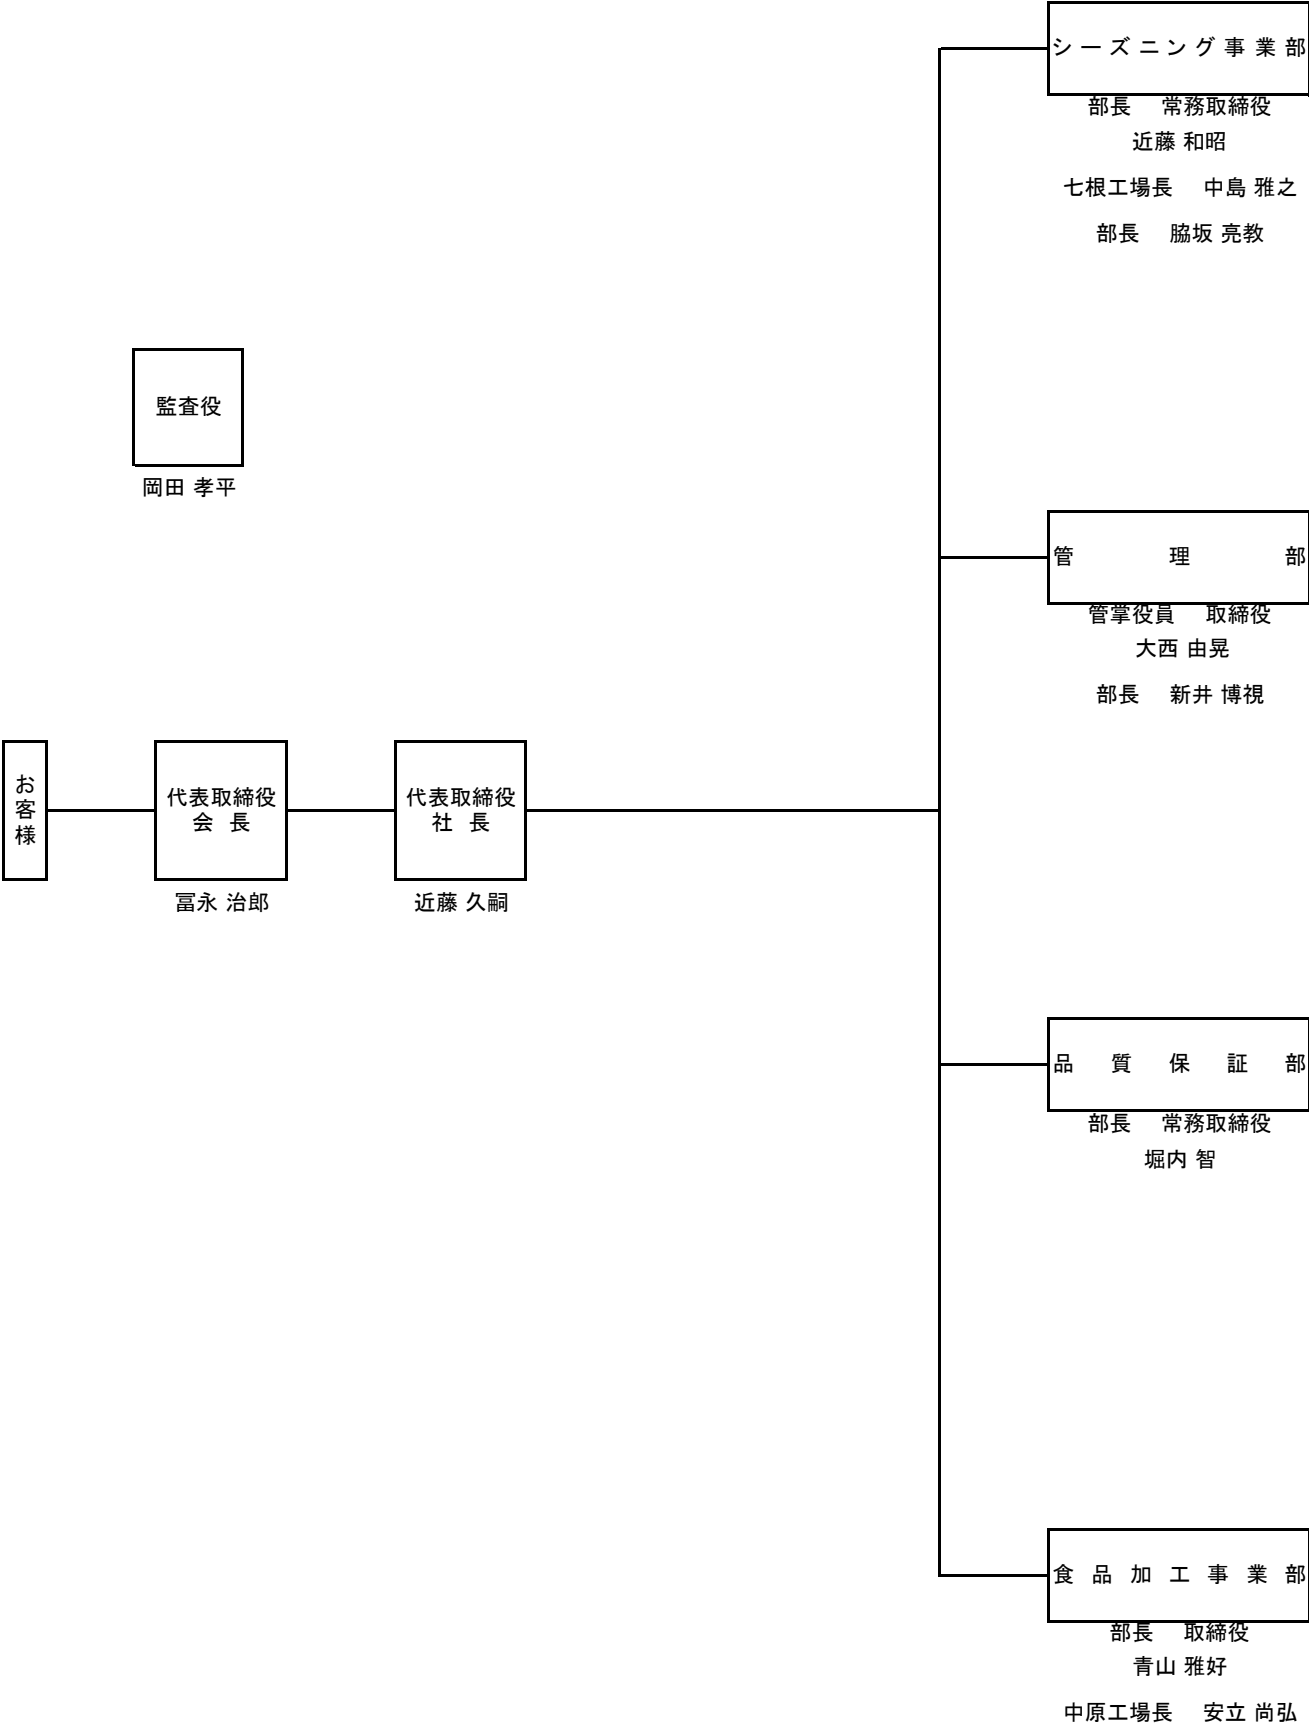 シーズニング事業部
部長　常務取締役
近藤 和昭
七根工場長　中島 雅之
部長　脇坂 亮教
監査役
岡田 孝平
管理部
管掌役員　取締役
大西 由晃
部長　新井 博視
お客様
代表取締役
会 長
冨永 治郎
代表取締役
社 長
近藤 久嗣
品質保証部
部長　常務取締役
堀内 智
食品加工事業部
部長　取締役
青山 雅好
中原工場長　安立 尚弘